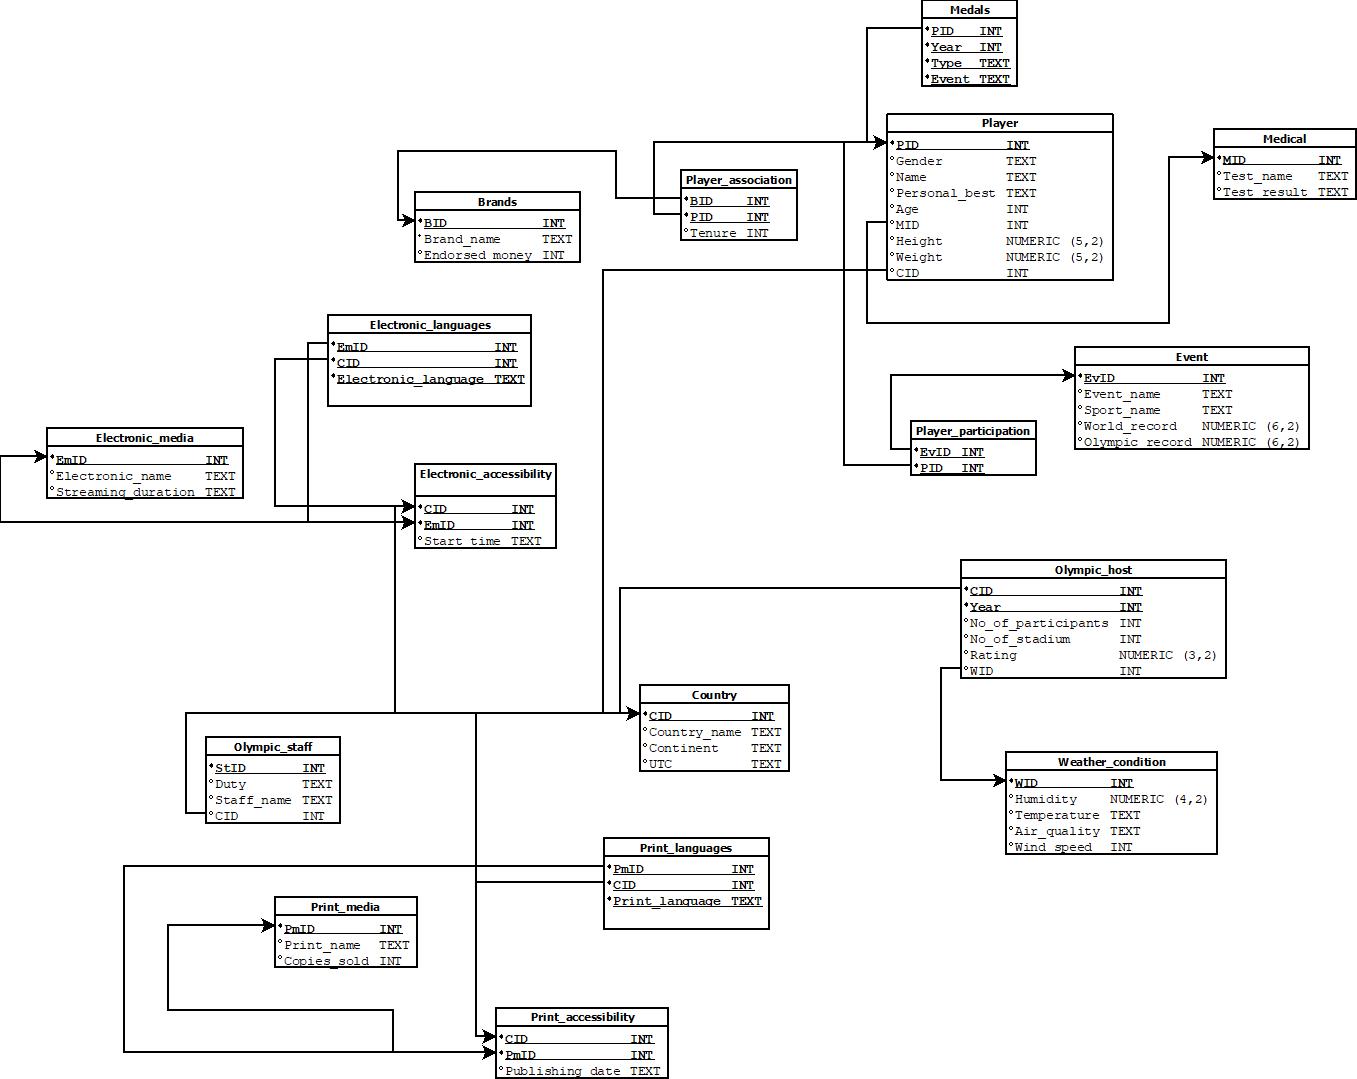 Medals
PID INT
Year INT
Type TEXT
Event TEXT
Player
PID INT
Gender TEXT
Name TEXT
Personal_best TEXT
Age INT
MID INT
Height NUMERIC (5,2)
Weight NUMERIC (5,2)
CID INT
Medical
MID INT
Test_name TEXT
Test_result TEXT
Player_association
BID INT
PID INT
Tenure INT
Brands
BID INT
Brand_name TEXT
Endorsed_money INT
Electronic_languages
EmID INT
CID INT
Electronic_language TEXT
Event
EvID INT
Event_name TEXT
Sport_name TEXT
World_record NUMERIC (6,2)
Olympic_record NUMERIC (6,2)
Player_participation
EvID INT
PID INT
Electronic_media
EmID INT
Electronic_name TEXT
Streaming_duration TEXT
Electronic_accessibility
CID INT
EmID INT
Start_time TEXT
Olympic_host
CID INT
Year INT
No_of_participants INT
No_of_stadium INT
Rating NUMERIC (3,2)
WID INT
Country
CID INT
Country_name TEXT
Continent TEXT
UTC TEXT
Olympic_staff
StID INT
Duty TEXT
Staff_name TEXT
CID INT
Weather_condition
WID INT
Humidity NUMERIC (4,2)
Temperature TEXT
Air_quality TEXT
Wind_speed INT
Print_languages
PmID INT
CID INT
Print_language TEXT
Print_media
PmID INT
Print_name TEXT
Copies_sold INT
Print_accessibility
CID INT
PmID INT
Publishing_date TEXT